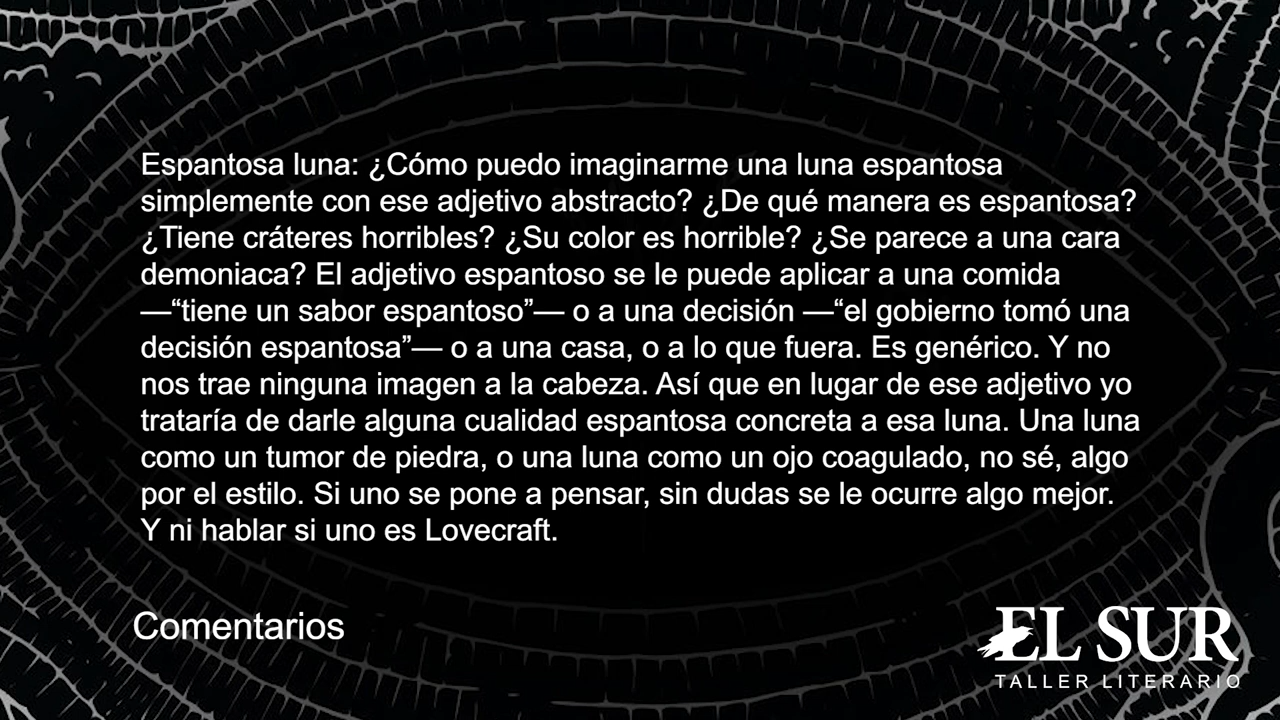 Espantosa luna: ¿Cómo puedo imaginarme una luna espantosa
simplemente con ese adjetivo abstracto? ¿De qué manera es espantosa?
¿Tiene cráteres horribles? ¿Su color es horrible? ¿Se parece a una cara
demoniaca? El adjetivo espantoso se le puede aplicar a una comida
—“tiene un sabor espantoso”— o a una decisión —“el gobierno tomó una
decisión espantosa”— o a una casa, o a lo que fuera. Es genérico. Y no
nos trae ninguna imagen a la cabeza. Así que en lugar de ese adjetivo yo
trataría de darle alguna cualidad espantosa concreta a esa luna. Una luna
como un tumor de piedra, o una luna como un ojo coagulado, no sé, algo
por el estilo. Si uno se pone a pensar, sin dudas se le ocurre algo mejor.
Y ni hablar si uno es Lovecraft.
Comentarios
EL SUR
TALLER LITERARIO